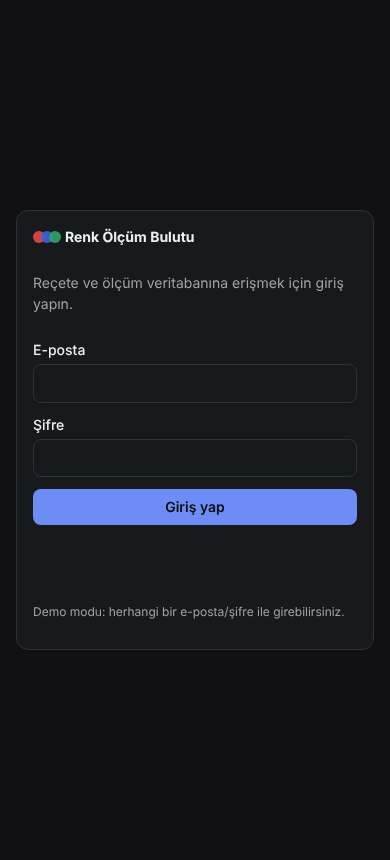 Renk Ölçüm Bulutu
Reçete ve ölçüm veritabanına erişmek için giriş
yapın.
E-posta
Şifre
Giriş yap
Demo modu: herhangi bir e-posta/şifre ile girebilirsiniz.